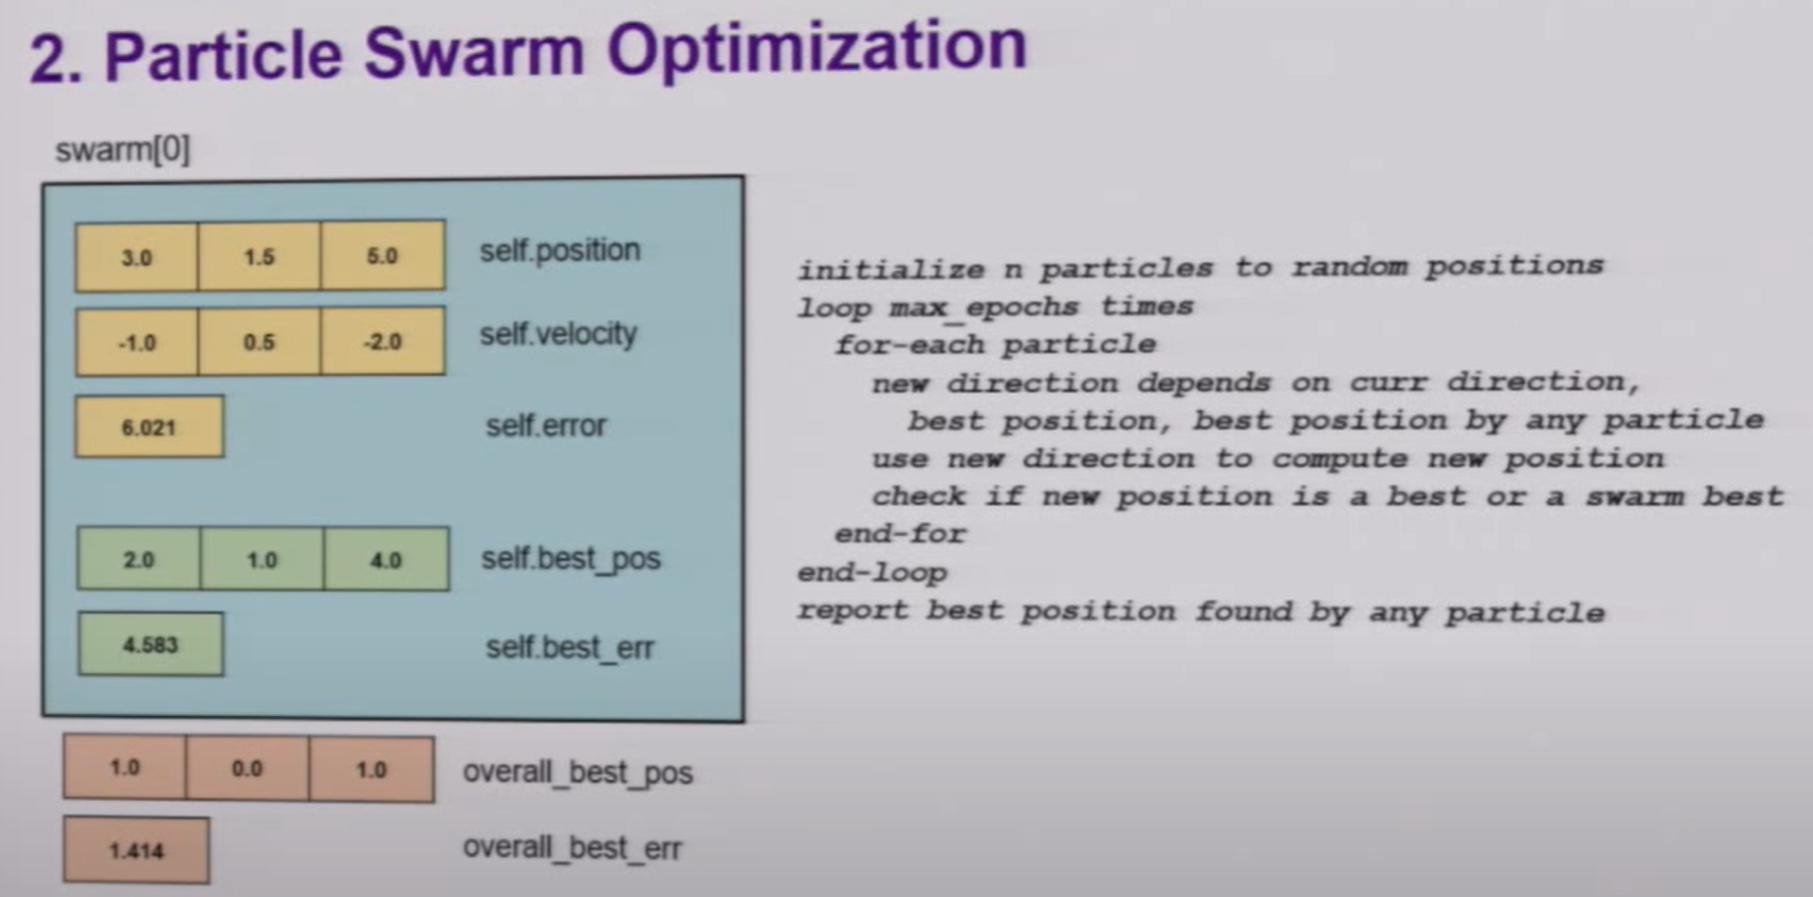 2. Particle Swarm Optimization
swarm[0]
3.0 1.5 5.0 self.position
-1.0 0.5 -2.0 self.velocity
6.021 self.error
2.0 1.0 4.0 self.best_pos
4.583 self.best_err
1.0 0.0 1.0 overall_best_pos
1.414 overall_best_err
initialize n particles to random positions
loop max_epochs times
for-each particle
new direction depends on curr direction,
best position, best position by any particle
use new direction to compute new position
check if new position is a best or a swarm best
end-for
end-loop
report best position found by any particle